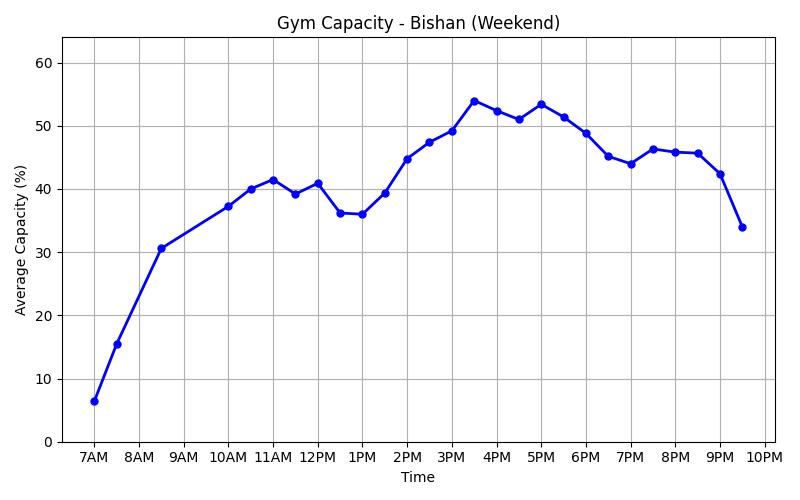 Gym Capacity - Bishan (Weekend)
60
50
40
30
20
10
0
Average Capacity (%)
7AM 8AM 9AM 10AM 11AM 12PM 1PM 2PM 3PM 4PM 5PM 6PM 7PM 8PM 9PM 10PM
Time